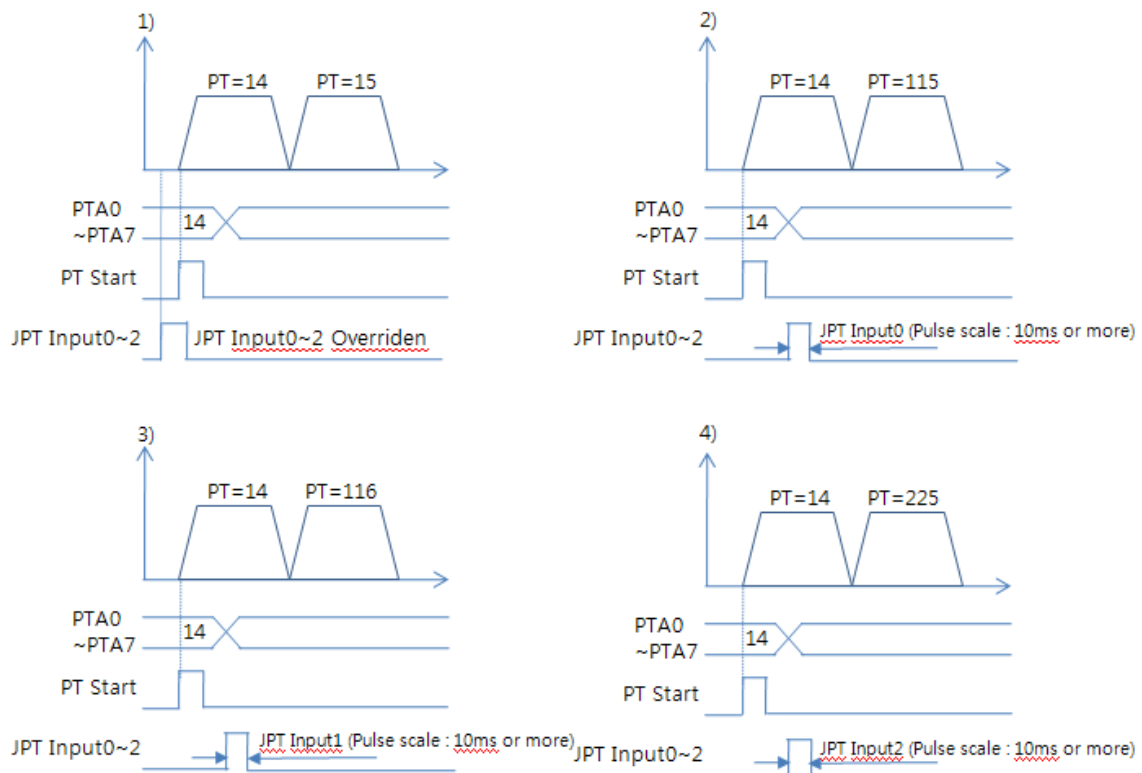 1)
PT=14
PT=15
PTA0
~PTA7
14
PT Start
JPT Input0~2
JPT Input0~2 Overriden
2)
PT=14
PT=115
PTA0
~PTA7
14
PT Start
JPT Input0~2
JPT Input0 (Pulse scale : 10ms or more)
3)
PT=14
PT=116
PTA0
~PTA7
14
PT Start
JPT Input0~2
JPT Input1 (Pulse scale : 10ms or more)
4)
PT=14
PT=225
PTA0
~PTA7
14
PT Start
JPT Input0~2
JPT Input2 (Pulse scale : 10ms or more)